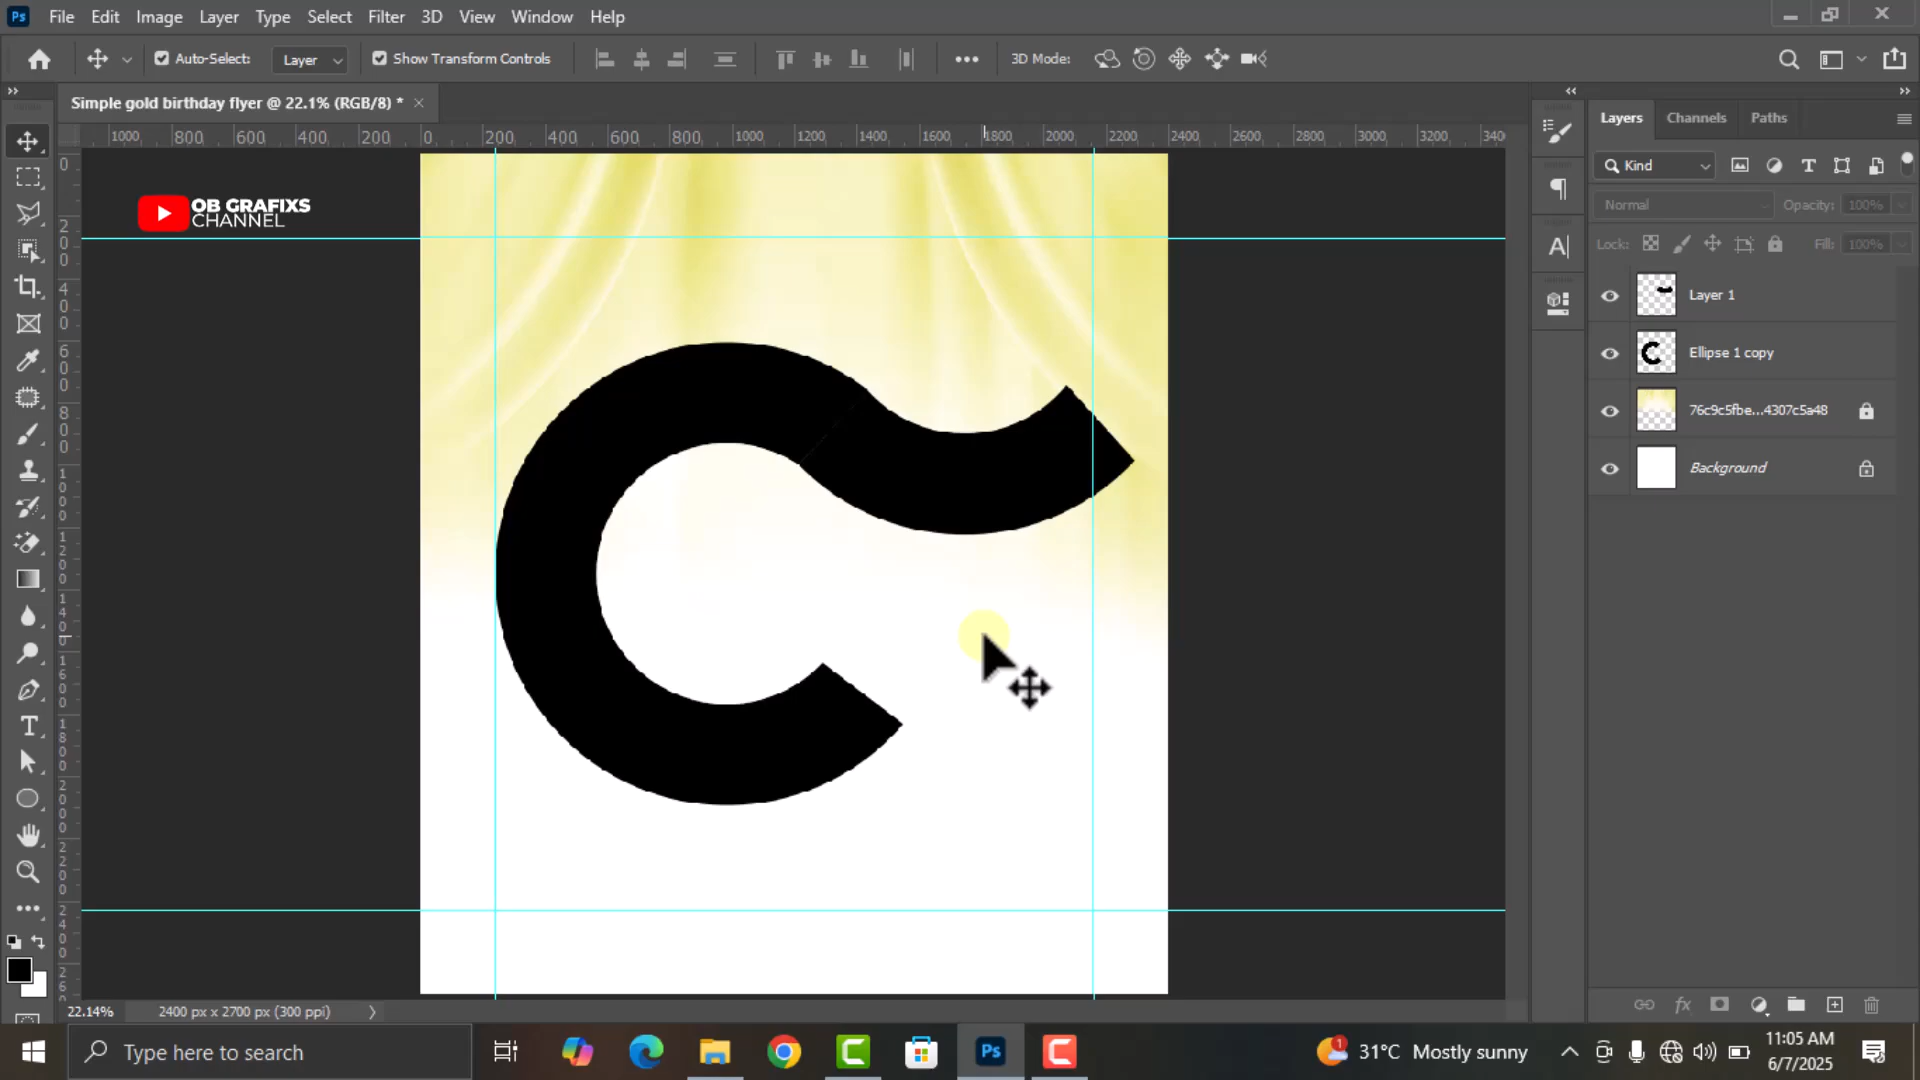 Ps File Edit Image Layer Type Select Filter 3D View Window Help
Auto-Select: Layer Show Transform Controls 3D Mode:
Simple gold birthday flyer @ 22.1% (RGB/8) *
1000 800 600 400 200 0 200 400 600 800 1000 1200 1400 1600 1800 2000 2200 2400 2600 2800 3000 3200 3400
OB GRAFIXS
CHANNEL
Layers Channels Paths
Kind
Normal Opacity: 100%
Lock: Fill: 100%
Layer 1
Ellipse 1 copy
76c9c5fbe...4307c5a48
Background
22.14% 2400 px x 2700 px (300 ppi)
Type here to search
31°C Mostly sunny
11:05 AM
6/7/2025